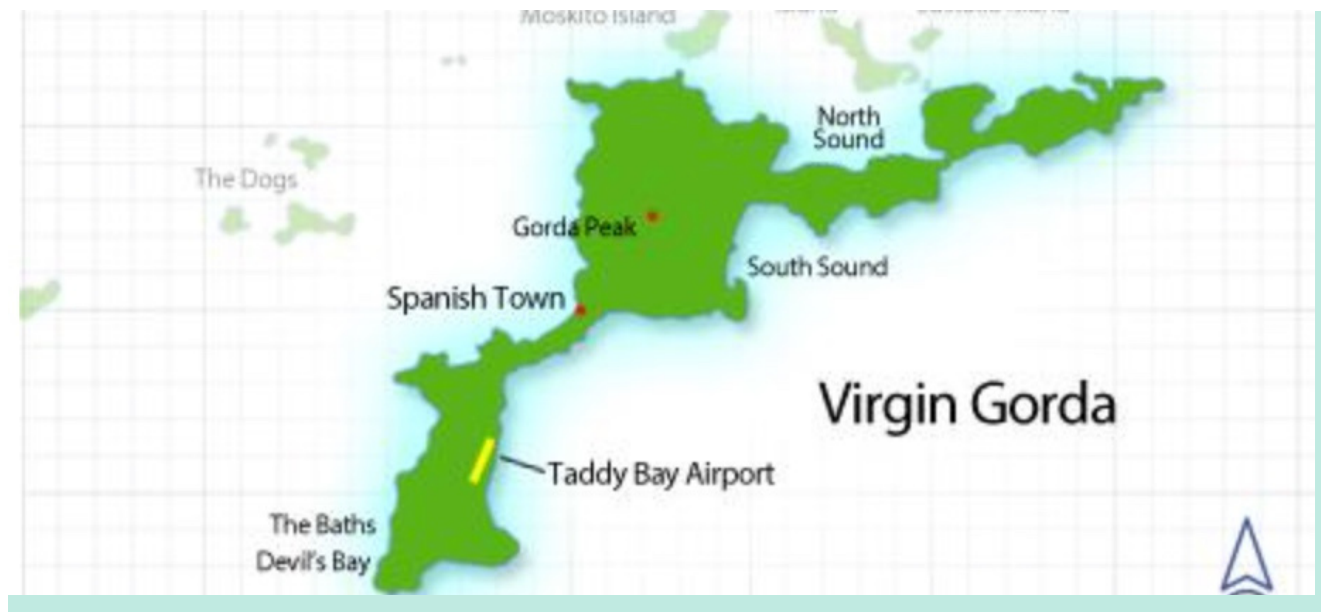 Moskito Island
North
Sound
The Dogs
Gorda Peak
South Sound
Spanish Town
Virgin Gorda
Taddy Bay Airport
The Baths
Devil's Bay